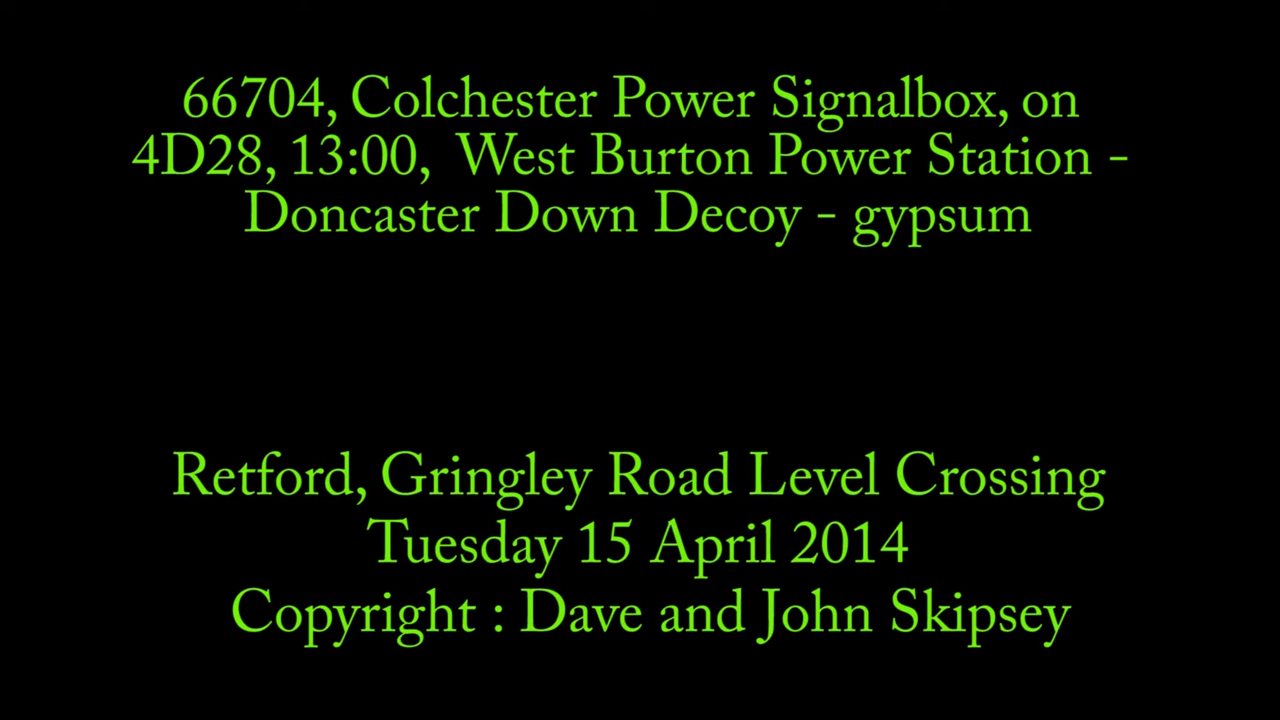 66704, Colchester Power Signalbox, on
4D28, 13:00,  West Burton Power Station -
Doncaster Down Decoy - gypsum
Retford, Gringley Road Level Crossing
Tuesday 15 April 2014
Copyright : Dave and John Skipsey